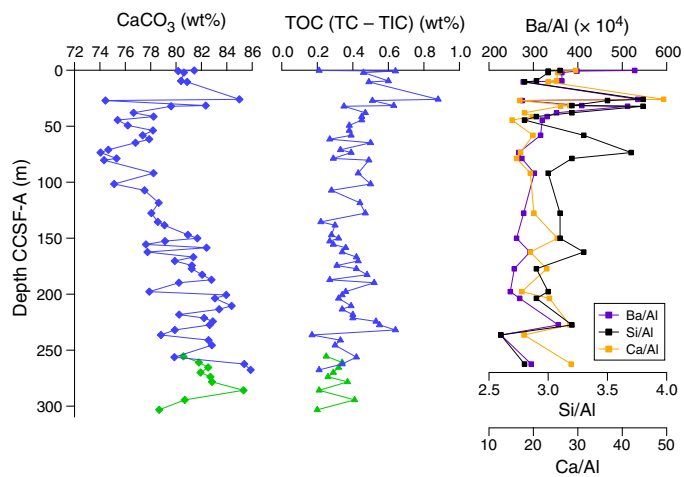 CaCO3 (wt%)
TOC (TC – TIC) (wt%)
Ba/Al (× 10^4)
72 74 76 78 80 82 84 86
0.0 0.2 0.4 0.6 0.8 1.0
200 300 400 500 600
Depth CCSF-A (m)
0
50
100
150
200
250
300
Ba/Al
Si/Al
Ca/Al
2.5 3.0 3.5 4.0
Si/Al
10 20 30 40 50
Ca/Al